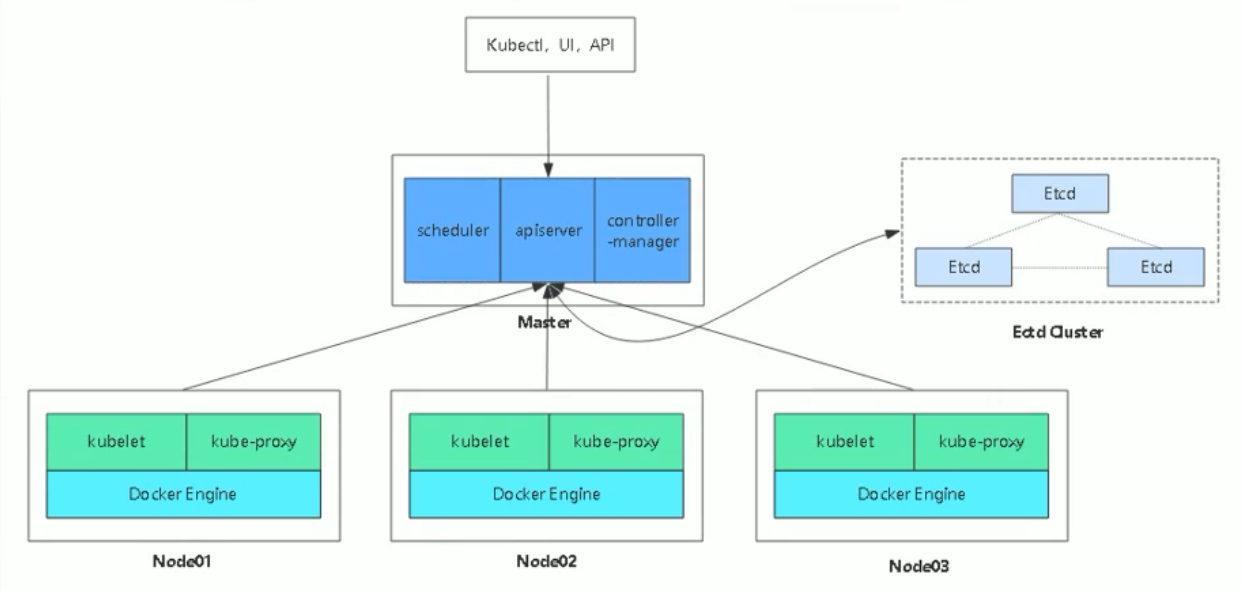 Kubectl, UI, API
scheduler
apiserver
controller
-manager
Master
Etcd
Etcd
Etcd
Ectd Cluster
kubelet
kube-proxy
Docker Engine
Node01
kubelet
kube-proxy
Docker Engine
Node02
kubelet
kube-proxy
Docker Engine
Node03